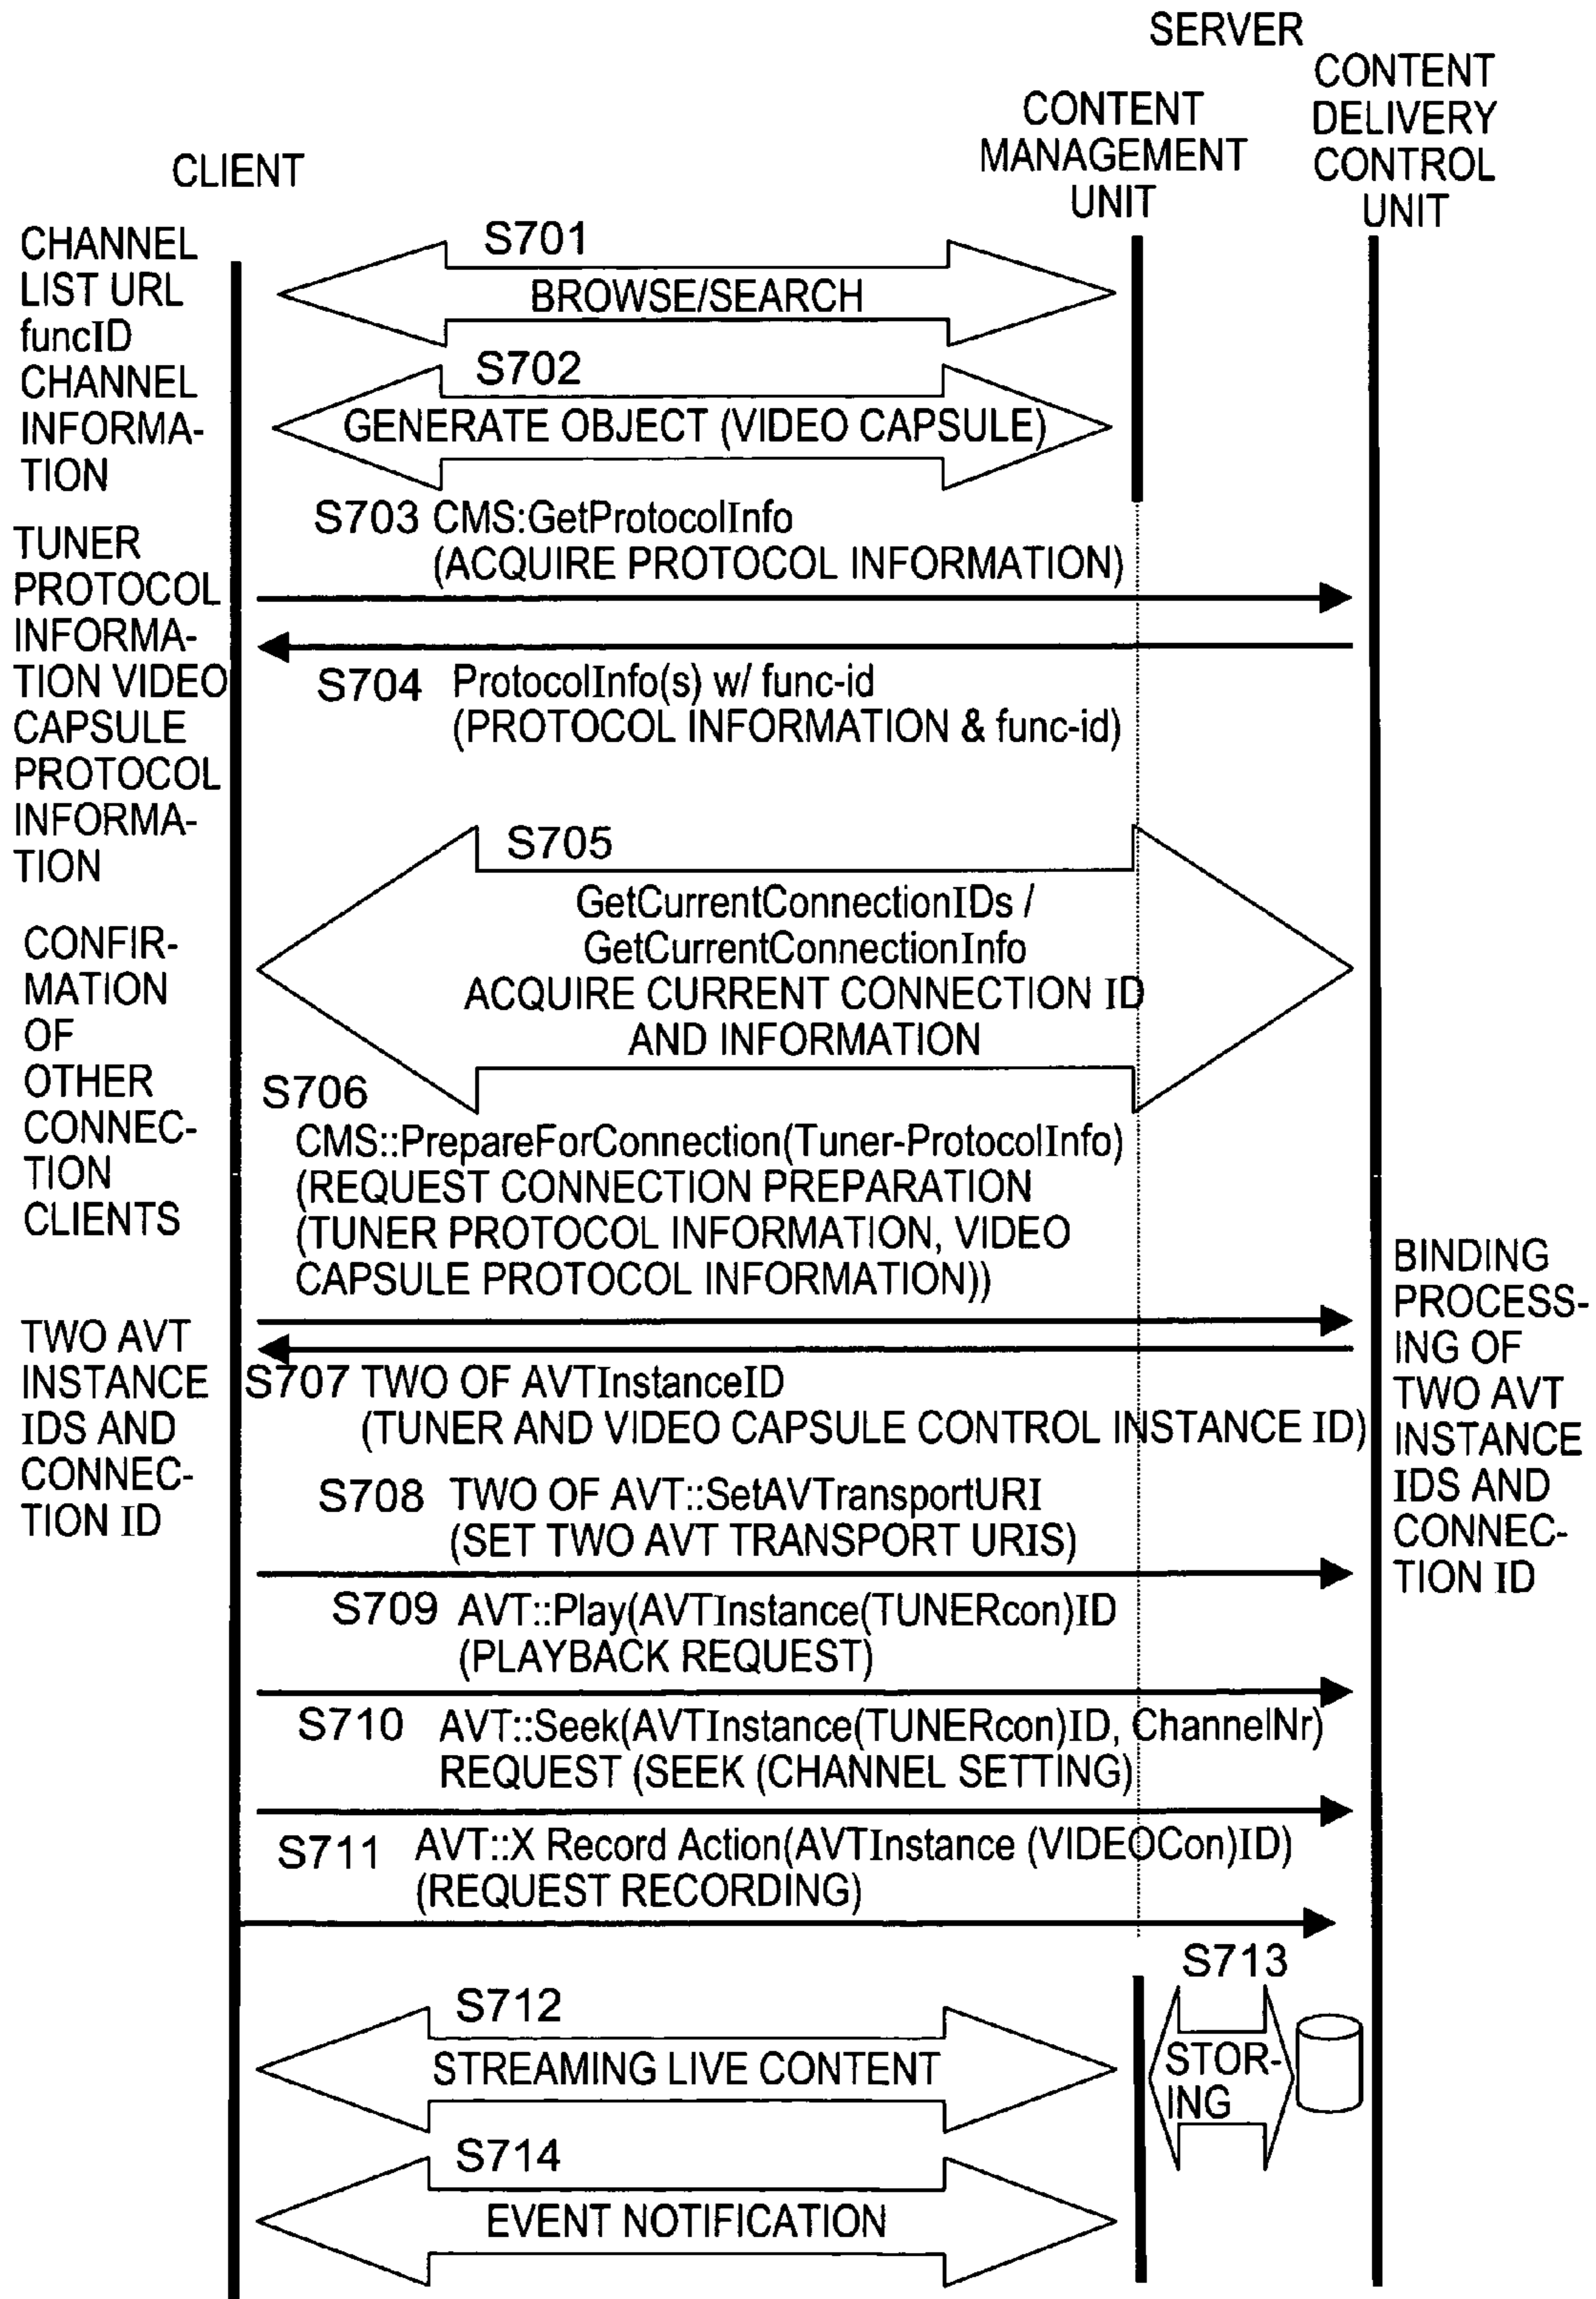 SERVER
CONTENT
DELIVERY
CONTROL
UNIT
CONTENT
MANAGEMENT
UNIT
CLIENT
CHANNEL
LIST URL
funcID
CHANNEL
INFORMA-
TION
S701
BROWSE/SEARCH
S702
GENERATE OBJECT (VIDEO CAPSULE)
S703 CMS:GetProtocolInfo
(ACQUIRE PROTOCOL INFORMATION)
TUNER
PROTOCOL
INFORMA-
TION VIDEO
CAPSULE
PROTOCOL
INFORMA-
TION
S704 ProtocolInfo(s) w/ func-id
(PROTOCOL INFORMATION & func-id)
S705
GetCurrentConnectionIDs /
GetCurrentConnectionInfo
ACQUIRE CURRENT CONNECTION ID
AND INFORMATION
CONFIR-
MATION
OF
OTHER
CONNEC-
TION
CLIENTS
S706
CMS::PrepareForConnection(Tuner-ProtocolInfo)
(REQUEST CONNECTION PREPARATION
(TUNER PROTOCOL INFORMATION, VIDEO
CAPSULE PROTOCOL INFORMATION))
BINDING
PROCESS-
ING OF
TWO AVT
INSTANCE
IDS AND
CONNEC-
TION ID
TWO AVT
INSTANCE
IDS AND
CONNEC-
TION ID
S707 TWO OF AVTInstanceID
(TUNER AND VIDEO CAPSULE CONTROL INSTANCE ID)
S708 TWO OF AVT::SetAVTransportURI
(SET TWO AVT TRANSPORT URIS)
S709 AVT::Play(AVTInstance(TUNERcon)ID
(PLAYBACK REQUEST)
S710 AVT::Seek(AVTInstance(TUNERcon)ID, ChannelNr)
REQUEST (SEEK (CHANNEL SETTING)
S711 AVT::X Record Action(AVTInstance (VIDEOCon)ID)
(REQUEST RECORDING)
S712
STREAMING LIVE CONTENT
S713
STOR-
ING
S714
EVENT NOTIFICATION